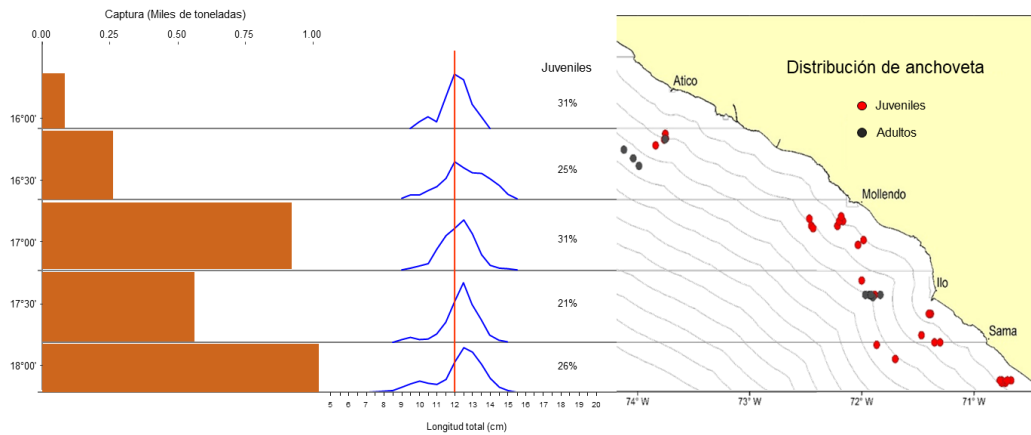 Captura (Miles de toneladas)
0.00 0.25 0.50 0.75 1.00
Juveniles
16°00' 31%
16°30' 25%
17°00' 31%
17°30' 21%
18°00' 26%
5 6 7 8 9 10 11 12 13 14 15 16 17 18 19 20
Longitud total (cm)
Distribución de anchoveta
Juveniles
Adultos
Atico
Mollendo
Ilo
Sama
74°W 73°W 72°W 71°W